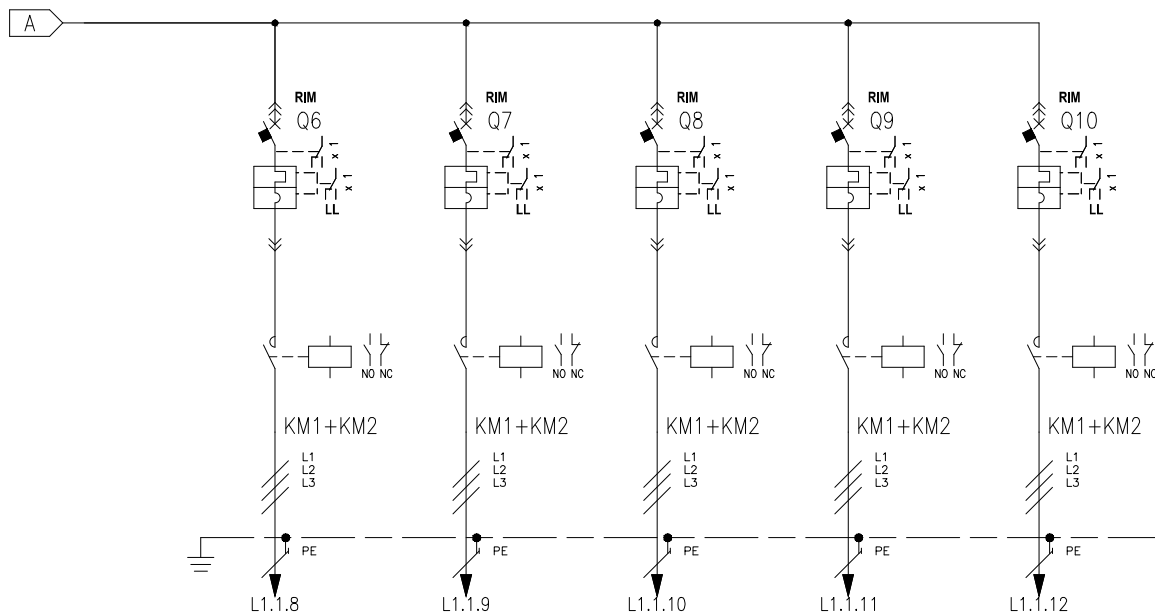 A
RIM RIM RIM RIM RIM
Q6 Q7 Q8 Q9 Q10
x 1 x 1 x 1 x 1 x 1
x 1 x 1 x 1 x 1 x 1
LL LL LL LL LL
NO NC NO NC NO NC NO NC NO NC
KM1+KM2 KM1+KM2 KM1+KM2 KM1+KM2 KM1+KM2
L1 L1 L1 L1 L1
L2 L2 L2 L2 L2
L3 L3 L3 L3 L3
PE PE PE PE PE
L1.1.8 L1.1.9 L1.1.10 L1.1.11 L1.1.12